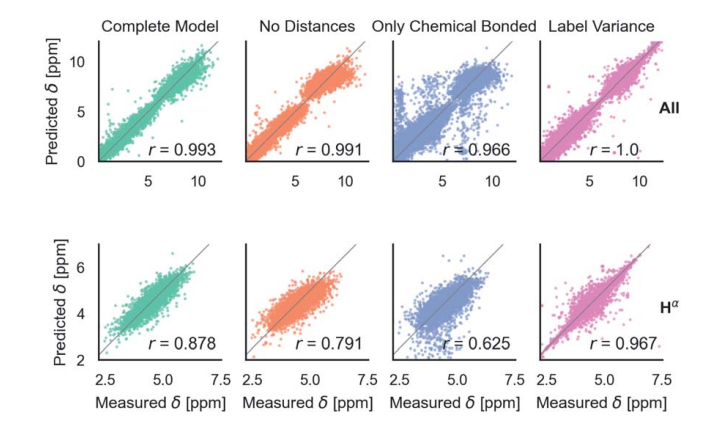 Complete Model No Distances Only Chemical Bonded Label Variance
Predicted δ [ppm]
10
5
0
r = 0.993 r = 0.991 r = 0.966 r = 1.0
All
5 10 5 10 5 10 5 10
Predicted δ [ppm]
6
4
2
r = 0.878 r = 0.791 r = 0.625 r = 0.967
Hα
2.5 5.0 7.5 2.5 5.0 7.5 2.5 5.0 7.5 2.5 5.0 7.5
Measured δ [ppm] Measured δ [ppm] Measured δ [ppm] Measured δ [ppm]